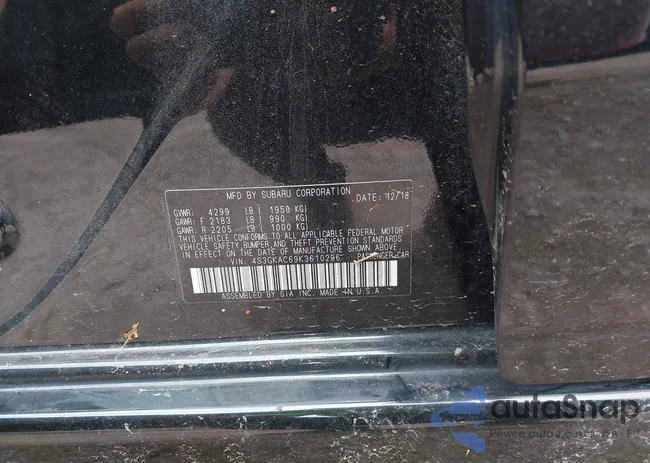 MFD BY SUBARU CORPORATION DATE: 12/18
GVWR: 4299 LB ( 1950 KG)
GAWR: F 2183 LB ( 990 KG)
GAWR: R 2205 LB ( 1000 KG)
THIS VEHICLE CONFORMS TO ALL APPLICABLE FEDERAL MOTOR
VEHICLE SAFETY, BUMPER, AND THEFT PREVENTION STANDARDS
IN EFFECT ON THE DATE OF MANUFACTURE SHOWN ABOVE.
VIN: 4S3GKAC69K3610206 PASSENGER CAR
ASSEMBLED BY SIA INC. MADE IN U.S.A.
autoSnap